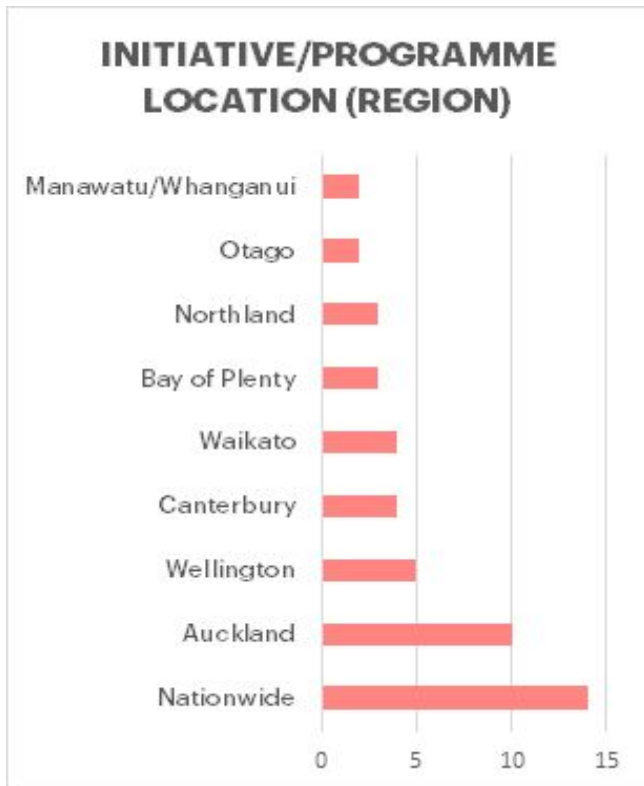 INITIATIVE/PROGRAMME
LOCATION (REGION)
Manawatu/Whanganui
Otago
Northland
Bay of Plenty
Waikato
Canterbury
Wellington
Auckland
Nationwide
0 5 10 15